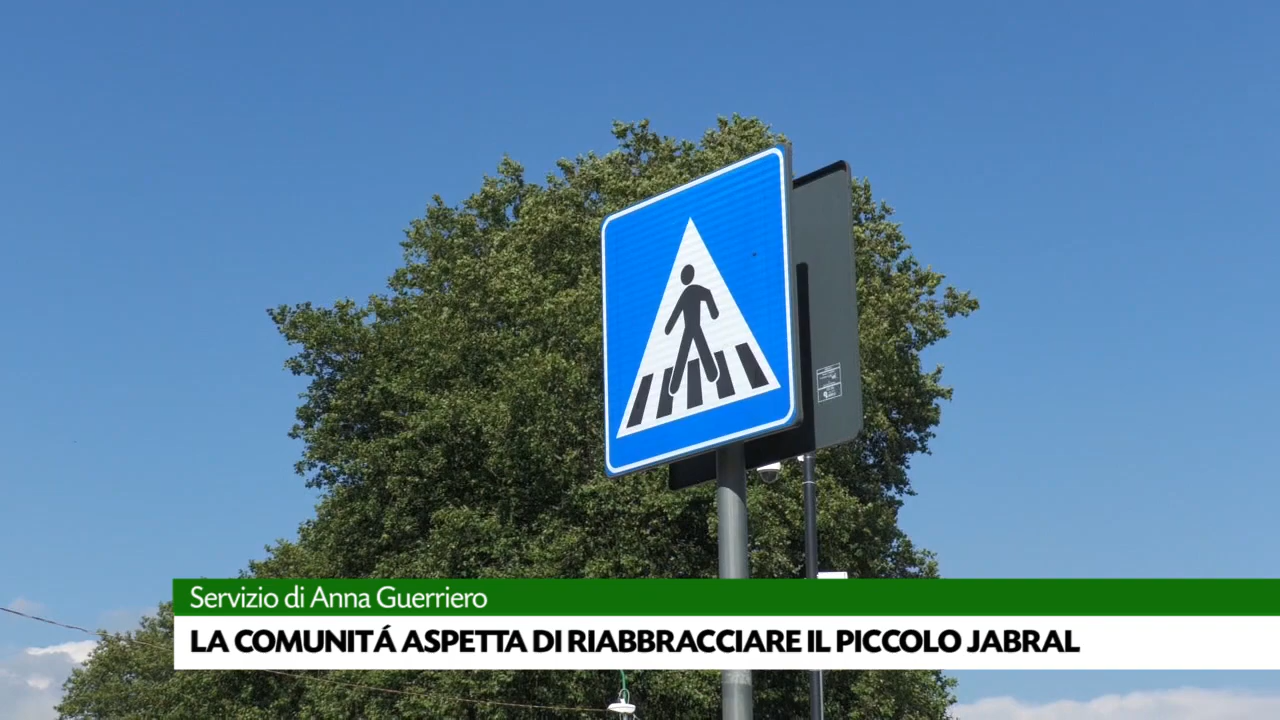 Servizio di Anna Guerriero
LA COMUNITÁ ASPETTA DI RIABBRACCIARE IL PICCOLO JABRAL